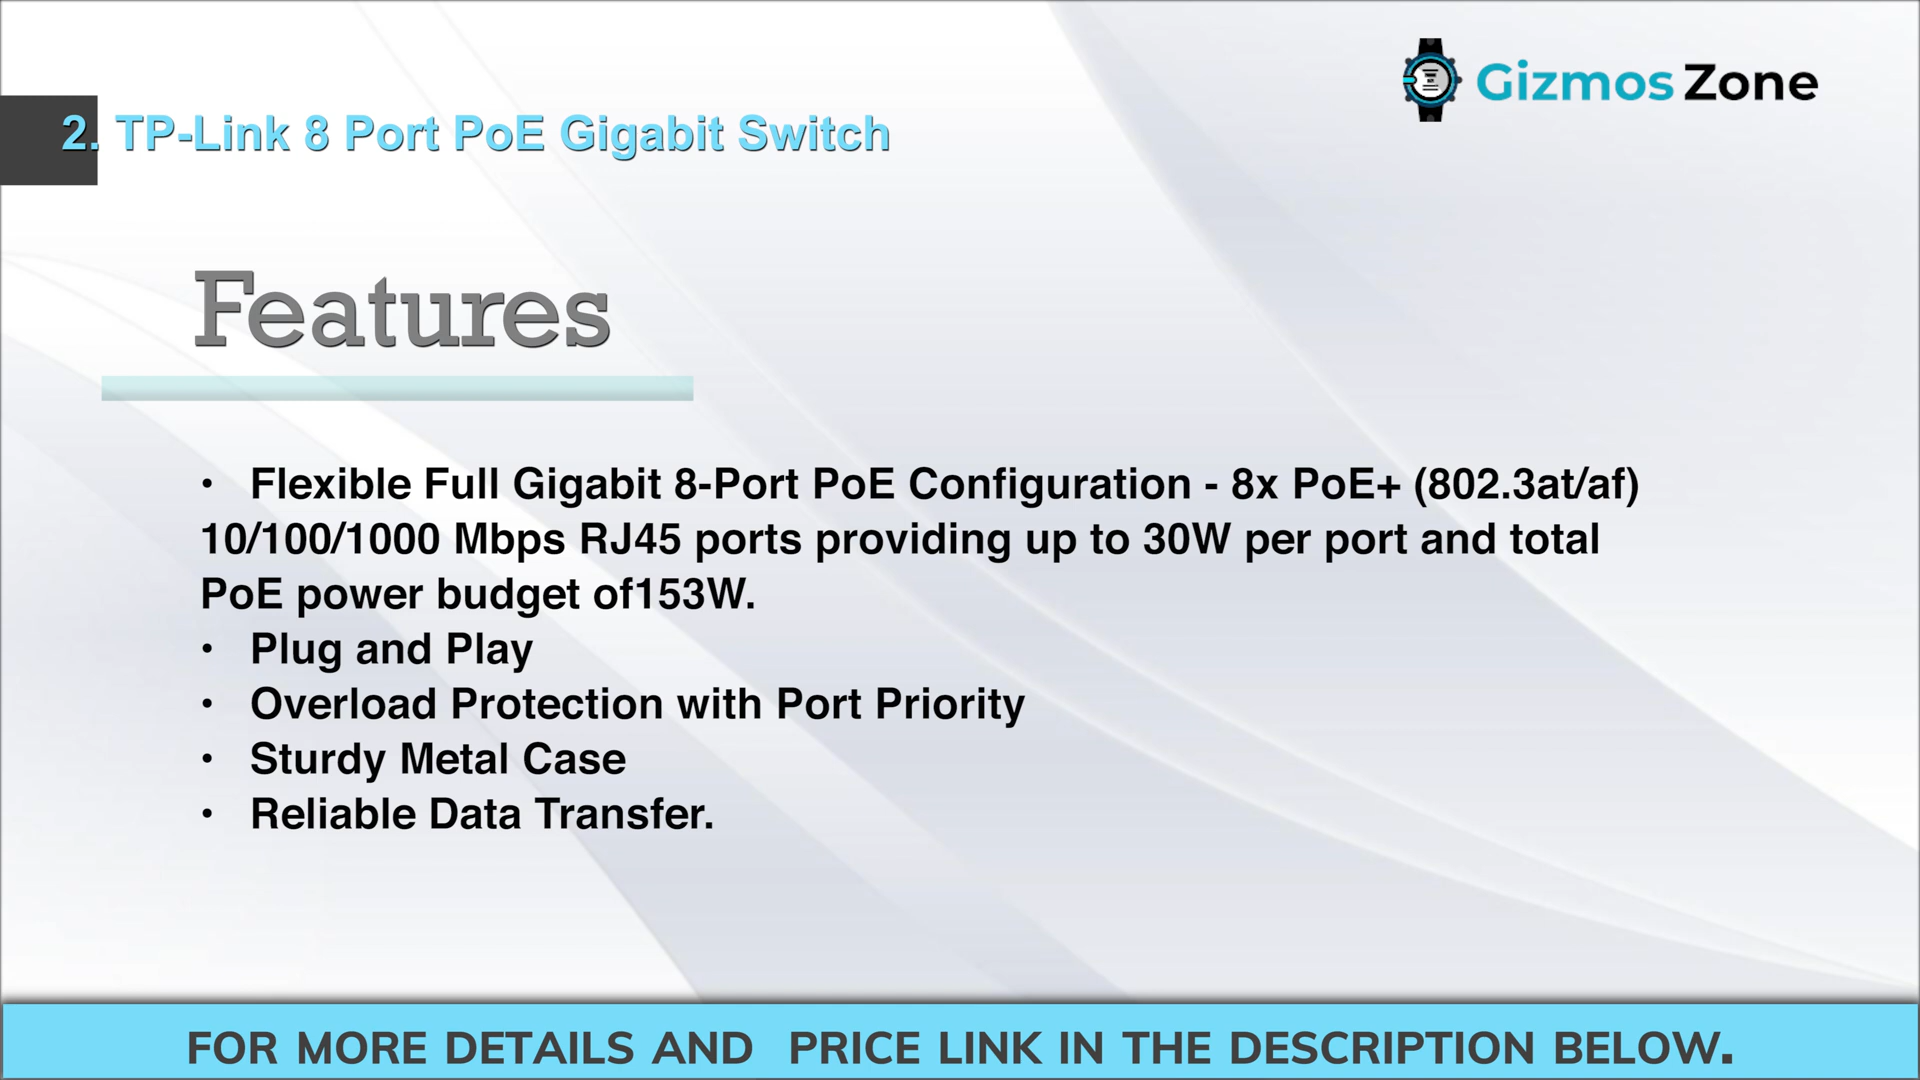 Gizmos Zone
2. TP-Link 8 Port PoE Gigabit Switch
Features
• Flexible Full Gigabit 8-Port PoE Configuration - 8x PoE+ (802.3at/af)
10/100/1000 Mbps RJ45 ports providing up to 30W per port and total
PoE power budget of153W.
• Plug and Play
• Overload Protection with Port Priority
• Sturdy Metal Case
• Reliable Data Transfer.
FOR MORE DETAILS AND  PRICE LINK IN THE DESCRIPTION BELOW.